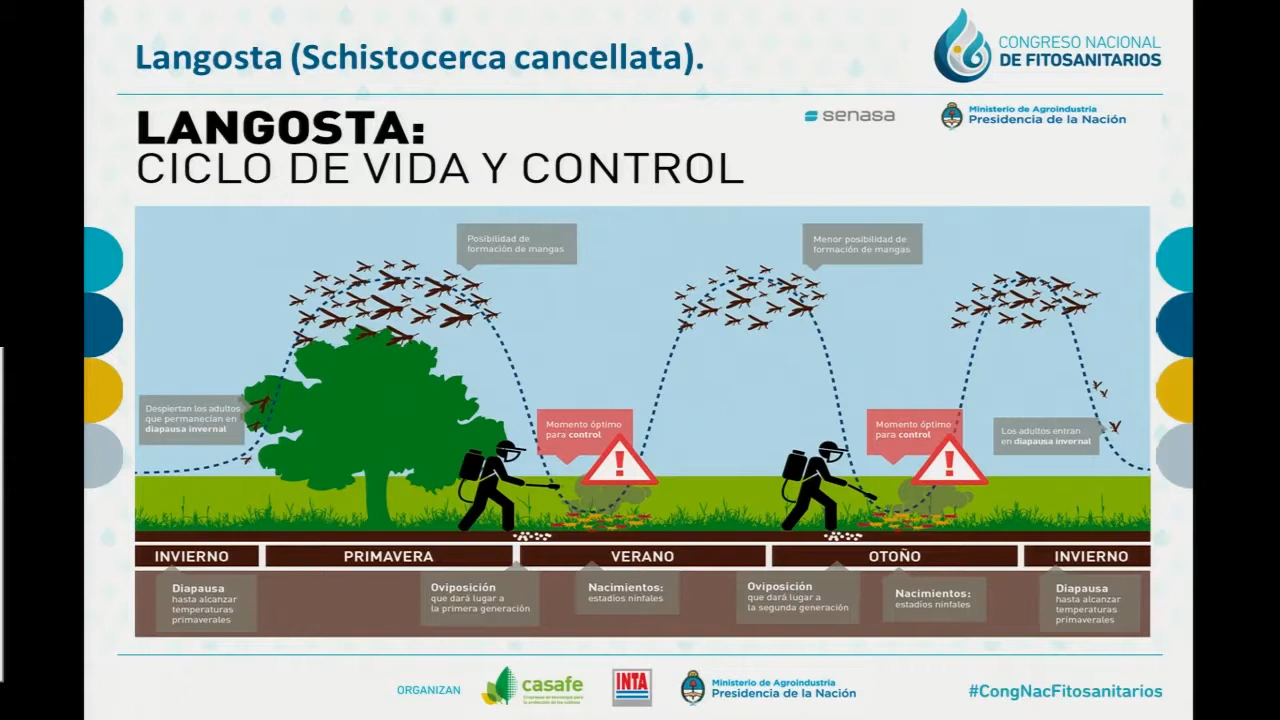 Langosta (Schistocerca cancellata).
CONGRESO NACIONAL
DE FITOSANITARIOS
LANGOSTA:
CICLO DE VIDA Y CONTROL
senasa
Ministerio de Agroindustria
Presidencia de la Nación
Posibilidad de
formación de mangas
Menor posibilidad de
formación de mangas
Despiertan los adultos
que permanecían en
diapausa invernal
Momento óptimo
para control
Momento óptimo
para control
Los adultos entran
en diapausa invernal
INVIERNO
PRIMAVERA
VERANO
OTOÑO
INVIERNO
Diapausa
hasta alcanzar
temperaturas
primaverales
Oviposición
que dará lugar a
la primera generación
Nacimientos:
estadíos ninfales
Oviposición
que dará lugar a
la segunda generación
Nacimientos:
estadíos ninfales
Diapausa
hasta alcanzar
temperaturas
primaverales
ORGANIZAN
casafe
INTA
Ministerio de Agroindustria
Presidencia de la Nación
#CongNacFitosanitarios